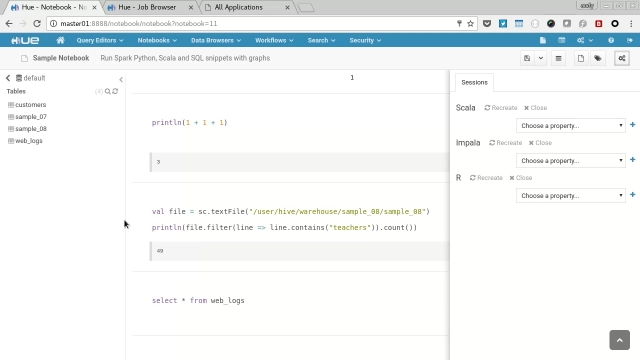 Hue - Notebook - No
Hue - Job Browser
All Applications
master01:8888/notebook/notebook?notebook=11
HUE
Query Editors
Notebooks
Data Browsers
Workflows
Search
Security
Sample Notebook
Run Spark Python, Scala and SQL snippets with graphs
default
Tables
(4)
customers
sample_07
sample_08
web_logs
1
println(1 + 1 + 1)
3
val file = sc.textFile("/user/hive/warehouse/sample_08/sample_08")
println(file.filter(line => line.contains("teachers")).count())
49
select * from web_logs
Sessions
Scala Recreate Close
Choose a property...
Impala Recreate Close
Choose a property...
R Recreate Close
Choose a property...